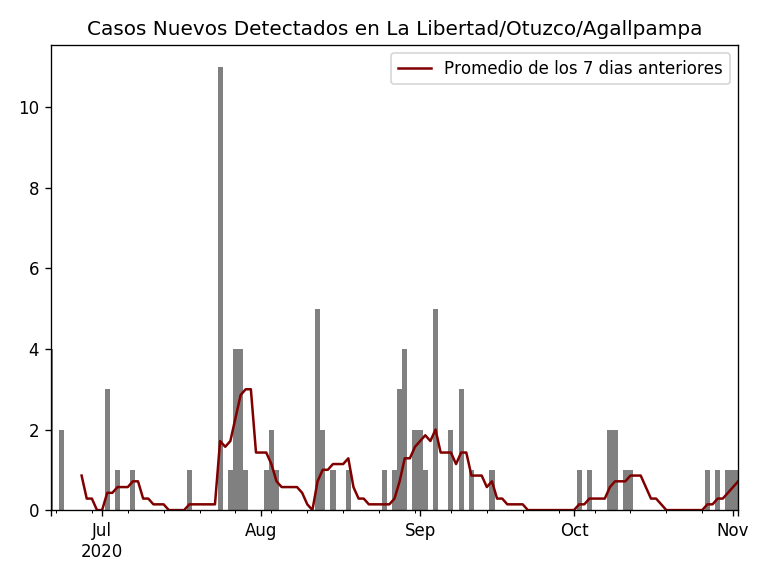 Casos Nuevos Detectados en La Libertad/Otuzco/Agallpampa
Promedio de los 7 dias anteriores
10
8
6
4
2
0
Jul Aug Sep Oct Nov
2020